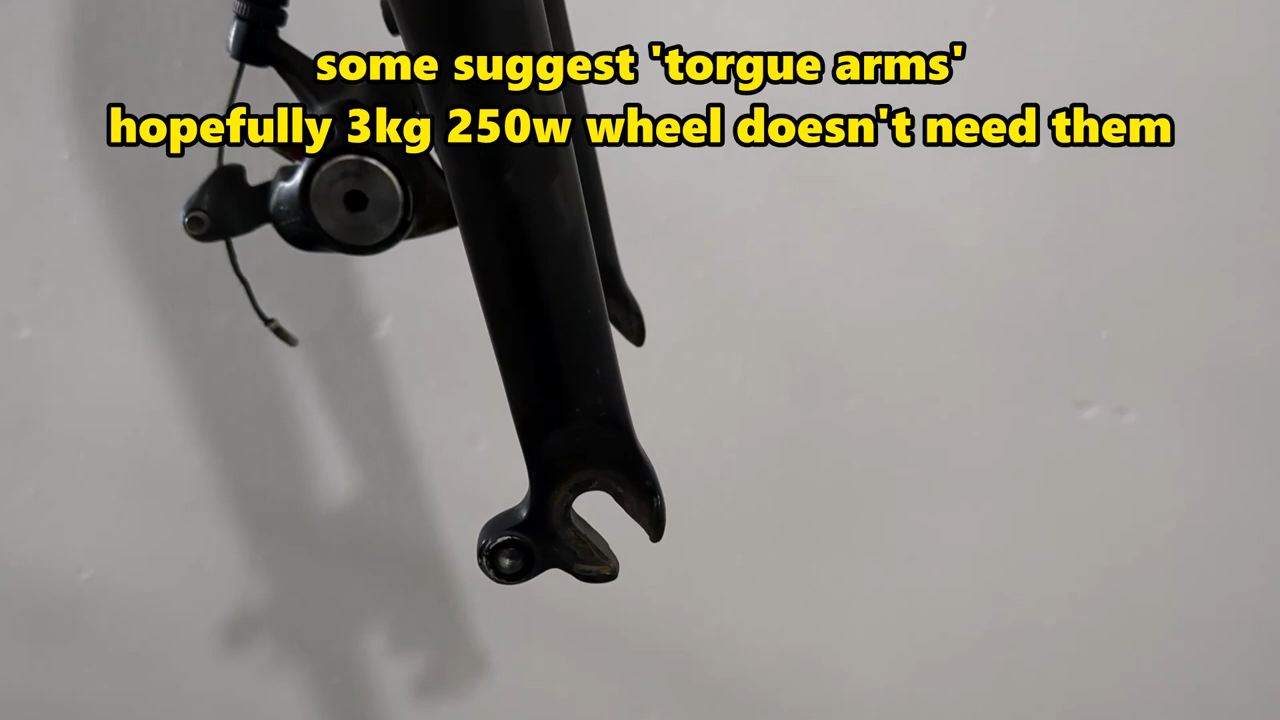 some suggest 'torgue arms'
hopefully 3kg 250w wheel doesn't need them